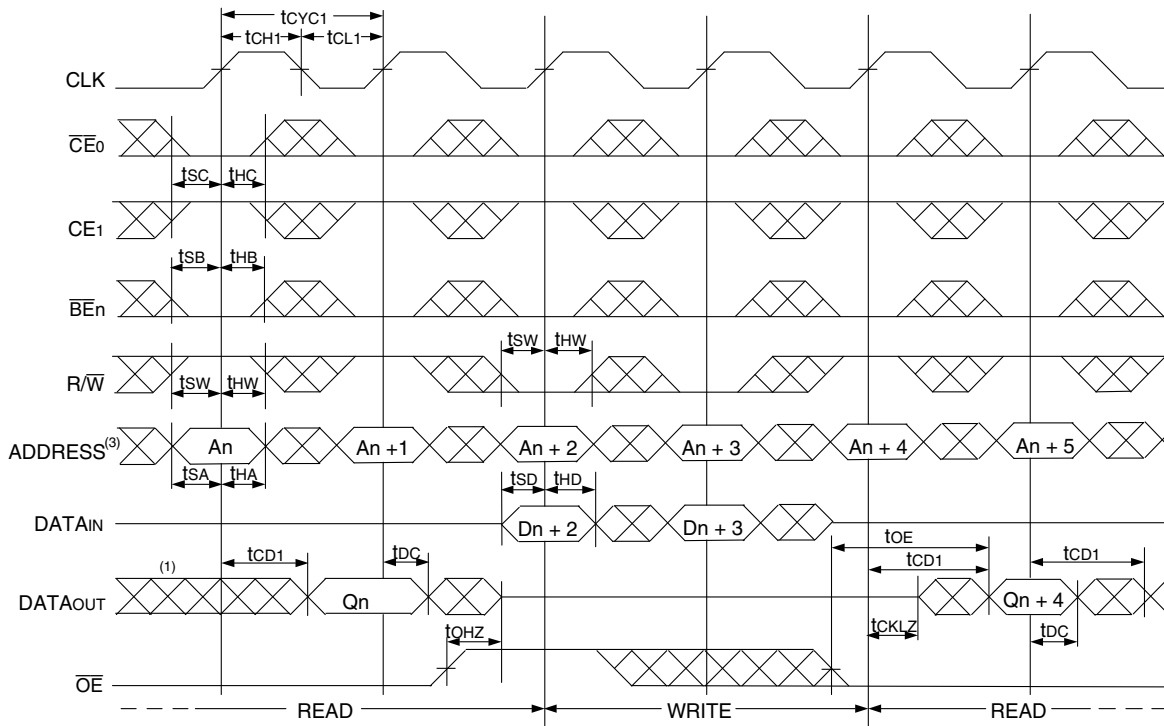 tCYC1
tCH1 tCL1
CLK
CE0
tSC tHC
CE1
tSB tHB
BEn
tSW tHW
R/W
tSW tHW
ADDRESS(3) An An +1 An + 2 An + 3 An + 4 An + 5
tSA tHA tSD tHD
DATAIN Dn + 2 Dn + 3
tOE
tCD1 tDC tCD1 tCD1
(1)
DATAOUT Qn Qn + 4
tOHZ tCKLZ tDC
OE
READ WRITE READ